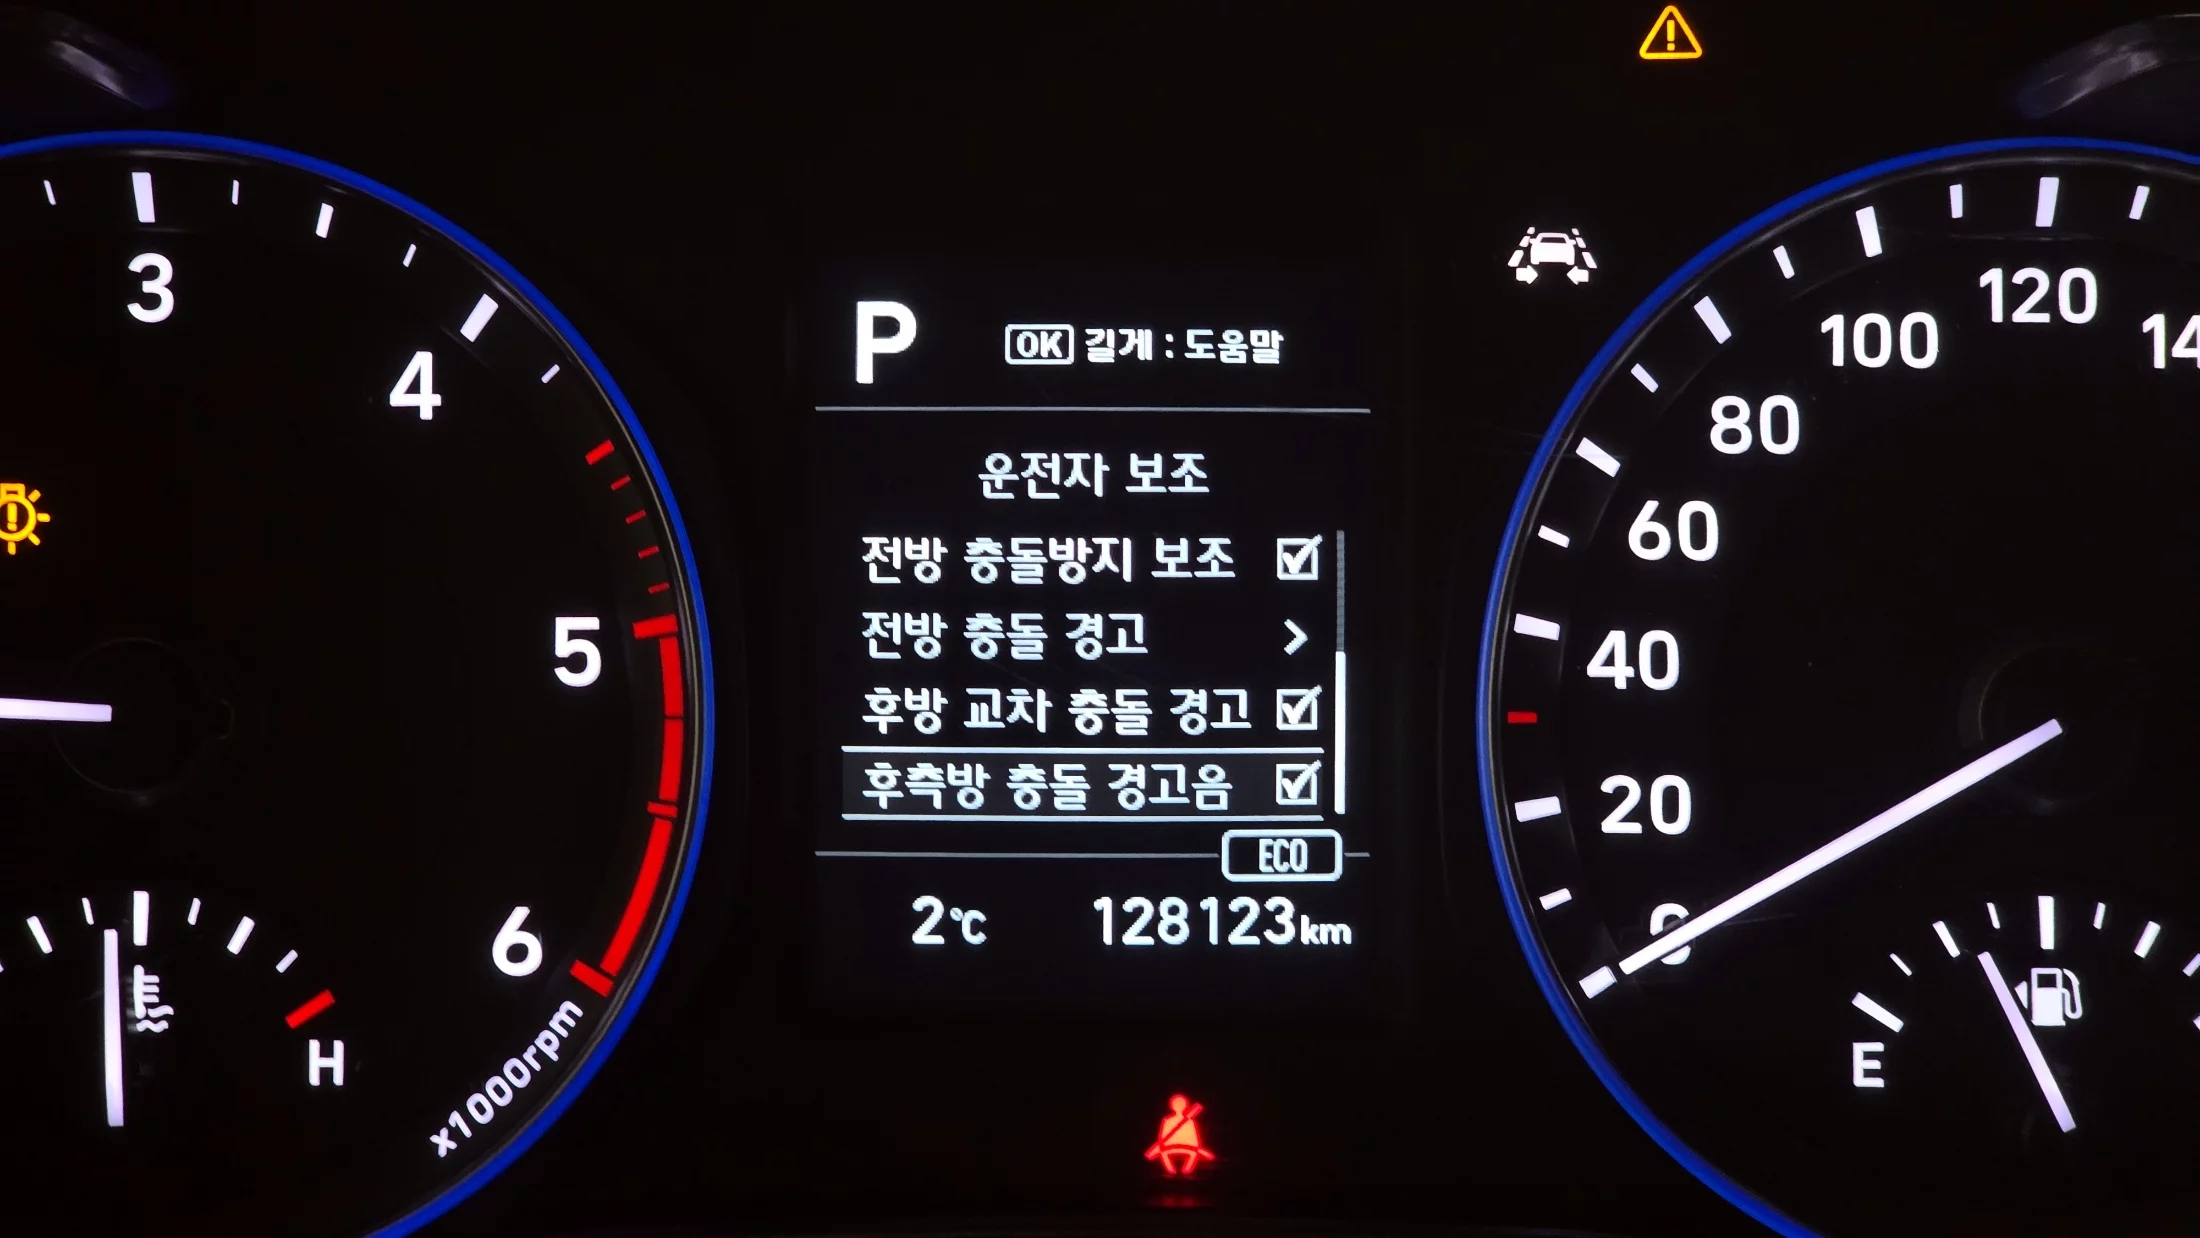 P
OK 길게 : 도움말
운전자 보조
전방 충돌방지 보조
전방 충돌 경고
후방 교차 충돌 경고
후측방 충돌 경고음
ECO
2℃ 128123km
3
4
5
6
x1000rpm
H
0
20
40
60
80
100
120
14
E